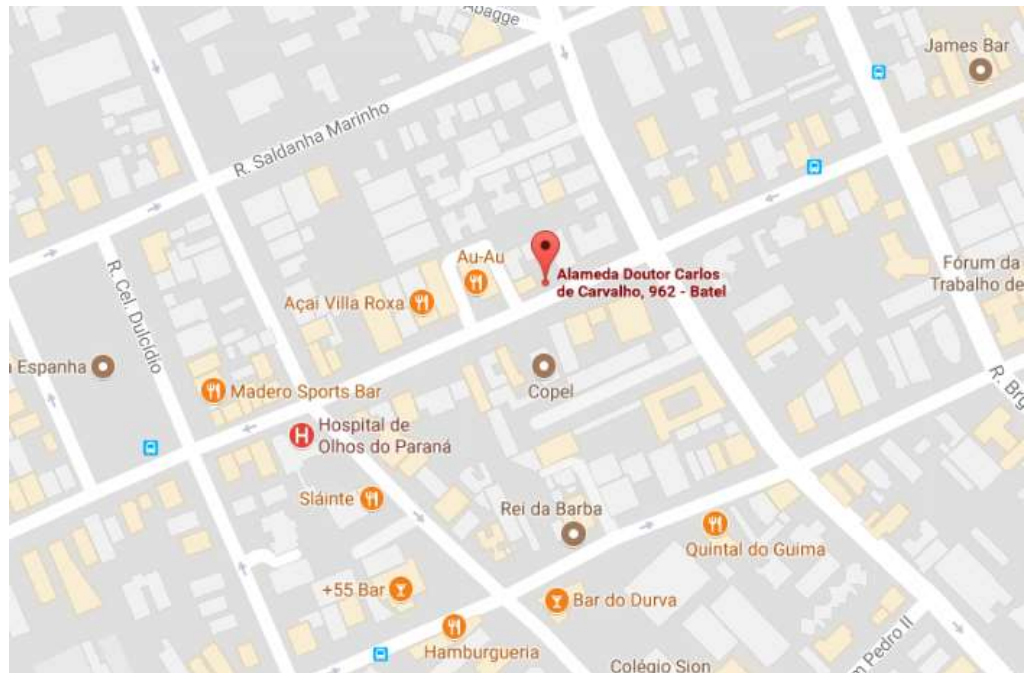 Abagge
James Bar
R. Saldanha Marinho
Au-Au
Alameda Doutor Carlos
de Carvalho, 962 - Batel
Fórum da
Trabalho de
Açai Villa Roxa
R. Cel. Dulcídio
Espanha
Madero Sports Bar
Copel
R. Brg
H
Hospital de
Olhos do Paraná
Sláinte
Rei da Barba
Quintal do Guima
+55 Bar
Bar do Durva
Hamburgueria
m Pedro II
Colégio Sion